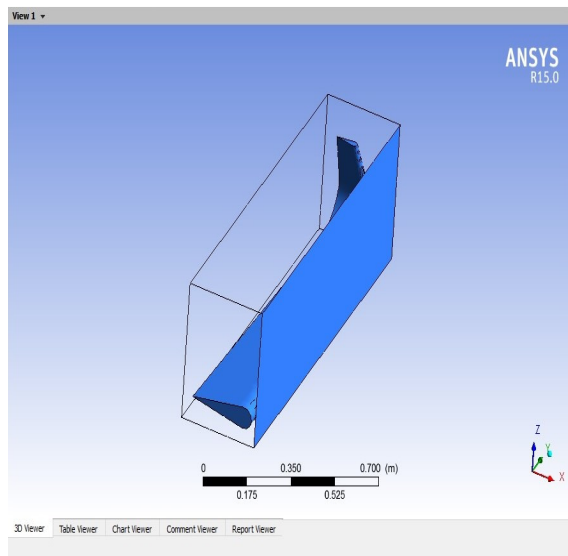 View 1
ANSYS
R15.0
Z
Y
X
0 0.350 0.700 (m)
0.175 0.525
3D Viewer Table Viewer Chart Viewer Comment Viewer Report Viewer